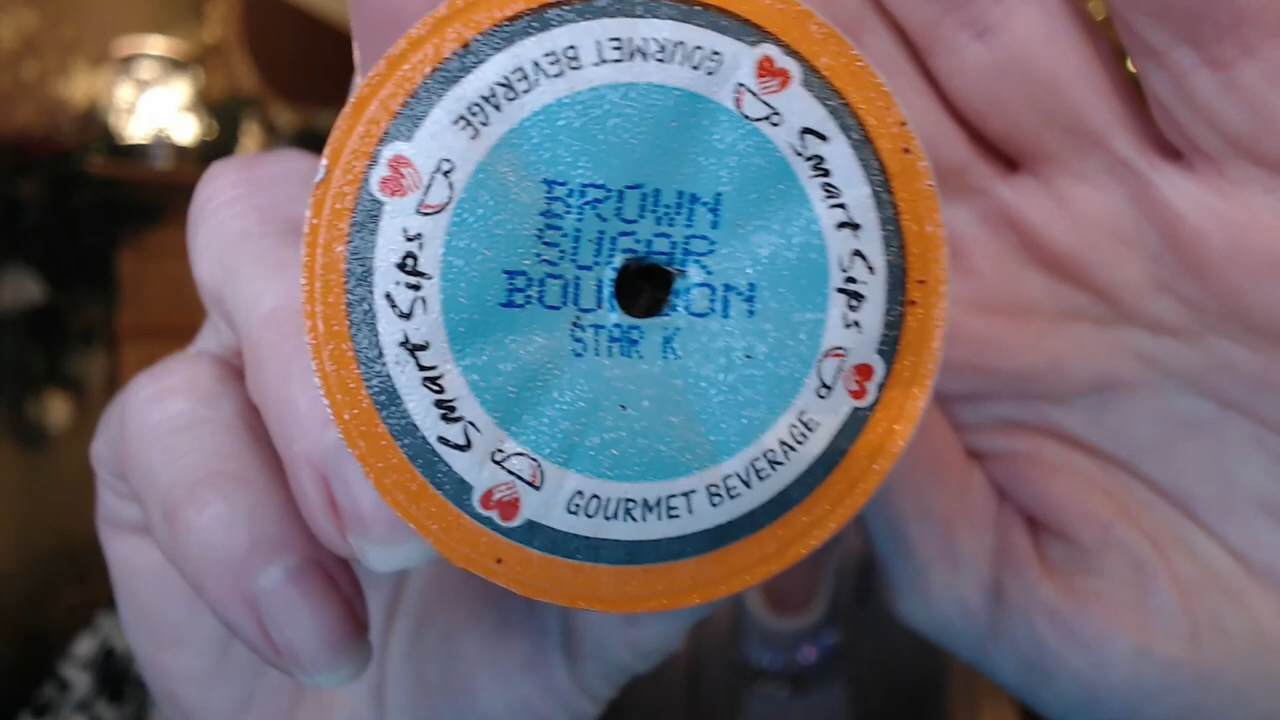 GOURMET BEVERAGE
Smart Sips
BROWN
SUGAR
BOURBON
STAR K
Smart Sips
GOURMET BEVERAGE